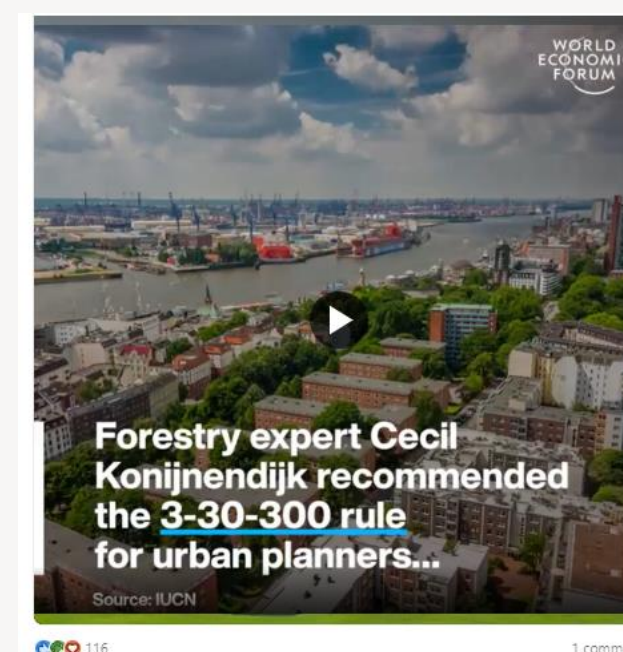 WORLD
ECONOMI
FORUM
Forestry expert Cecil
Konijnendijk recommended
the 3-30-300 rule
for urban planners...
Source: IUCN
116
1 comm